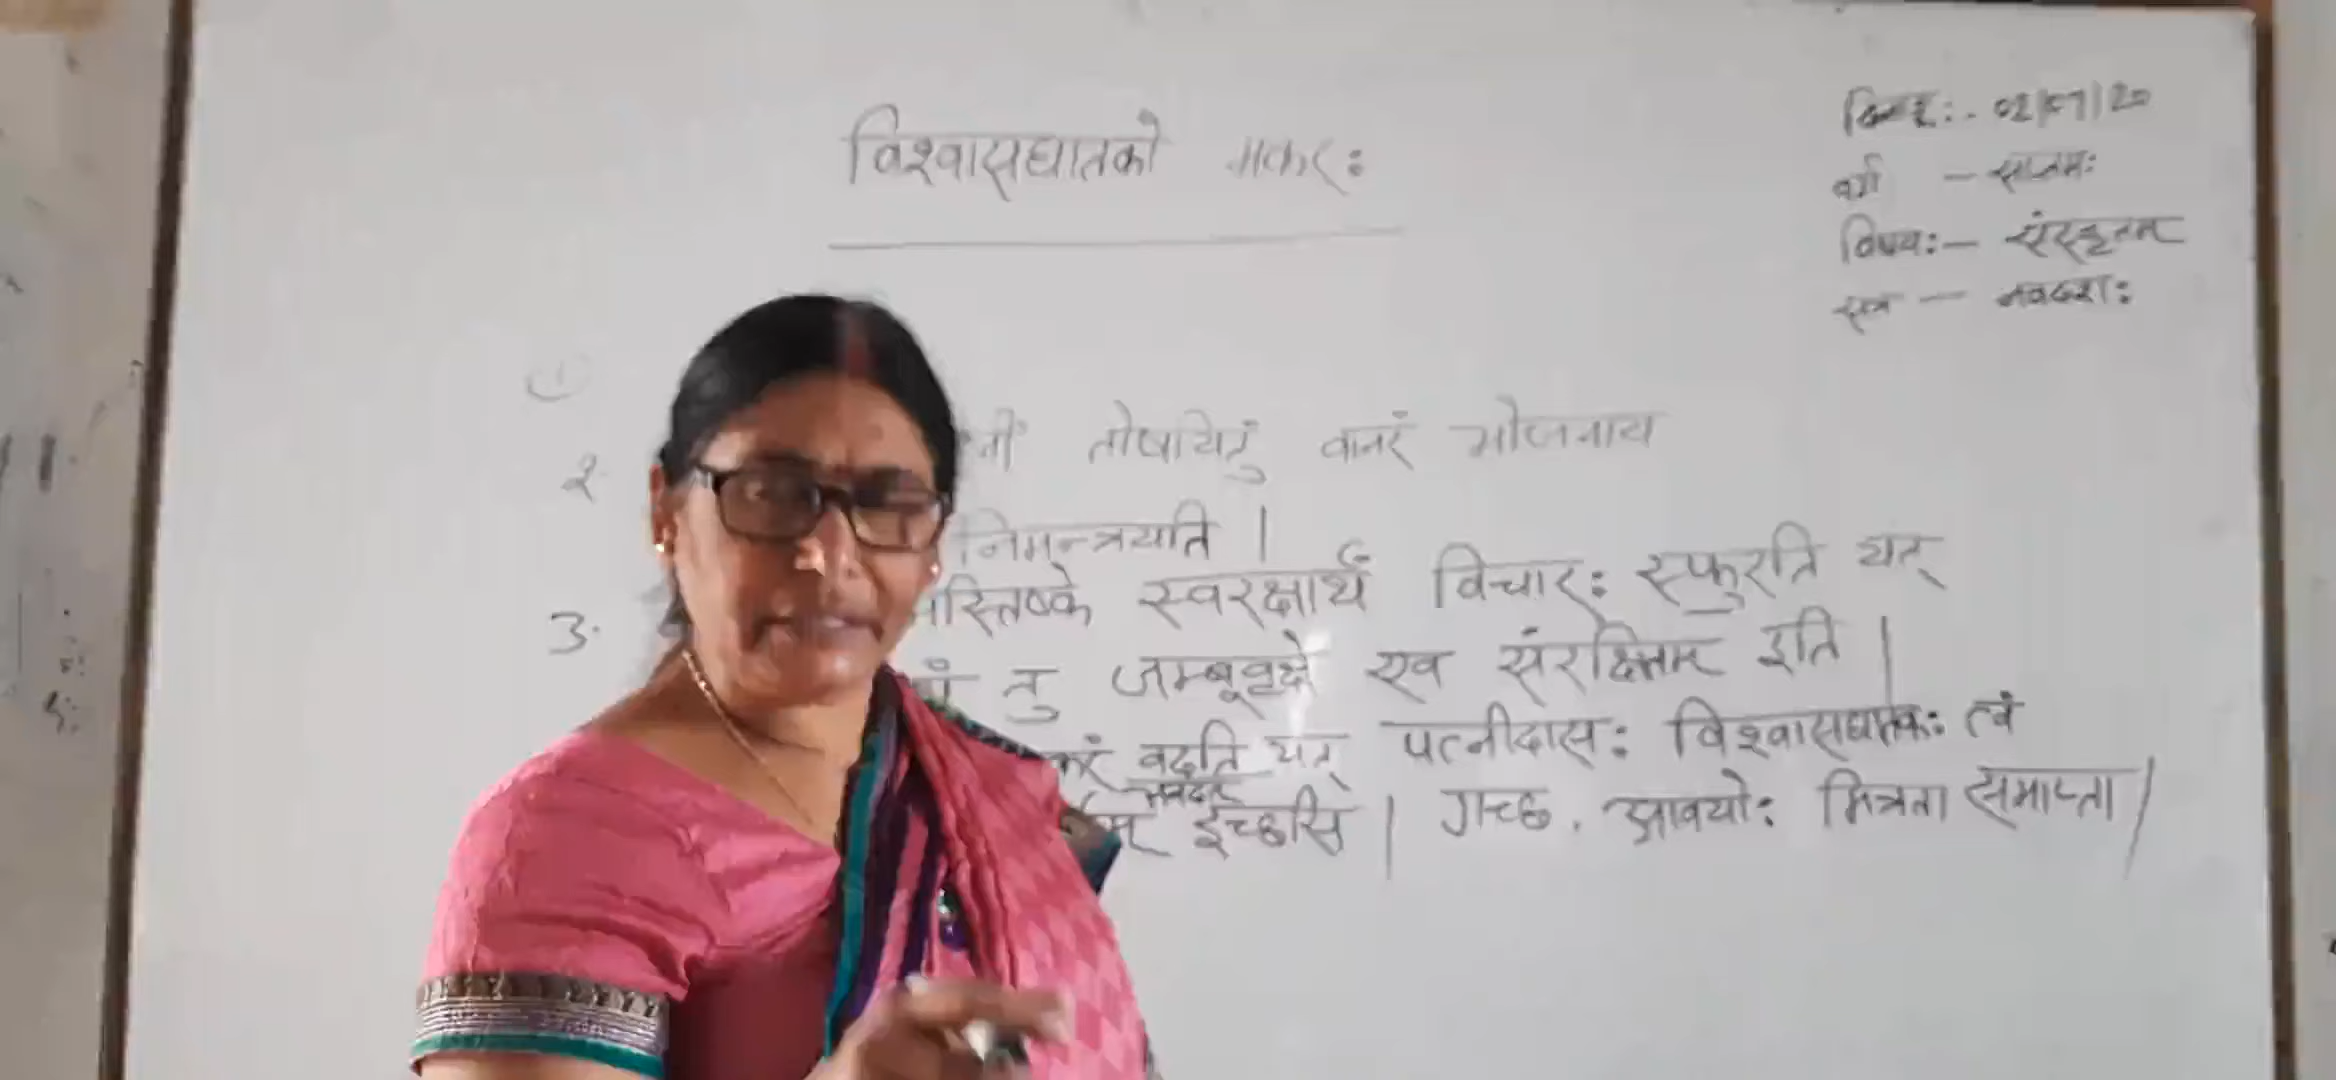 विश्वासघातको मकरः
दिनाङ्कः- 02/07/20
वर्ग - सप्तमः
विषयः- संस्कृतम्
नवदशः
①
२. तोषयितुं वानरं भोजनाय
निमन्त्रयति |
3. स्वरक्षार्थं विचारः स्फुरति यत्
तु जम्बूवृक्षे एव संरक्षितम् इति |
वदति यत् पत्नीदासः विश्वासघातकः त्वं
इच्छसि | गच्छ, आवयोः मित्रता समाप्ता |